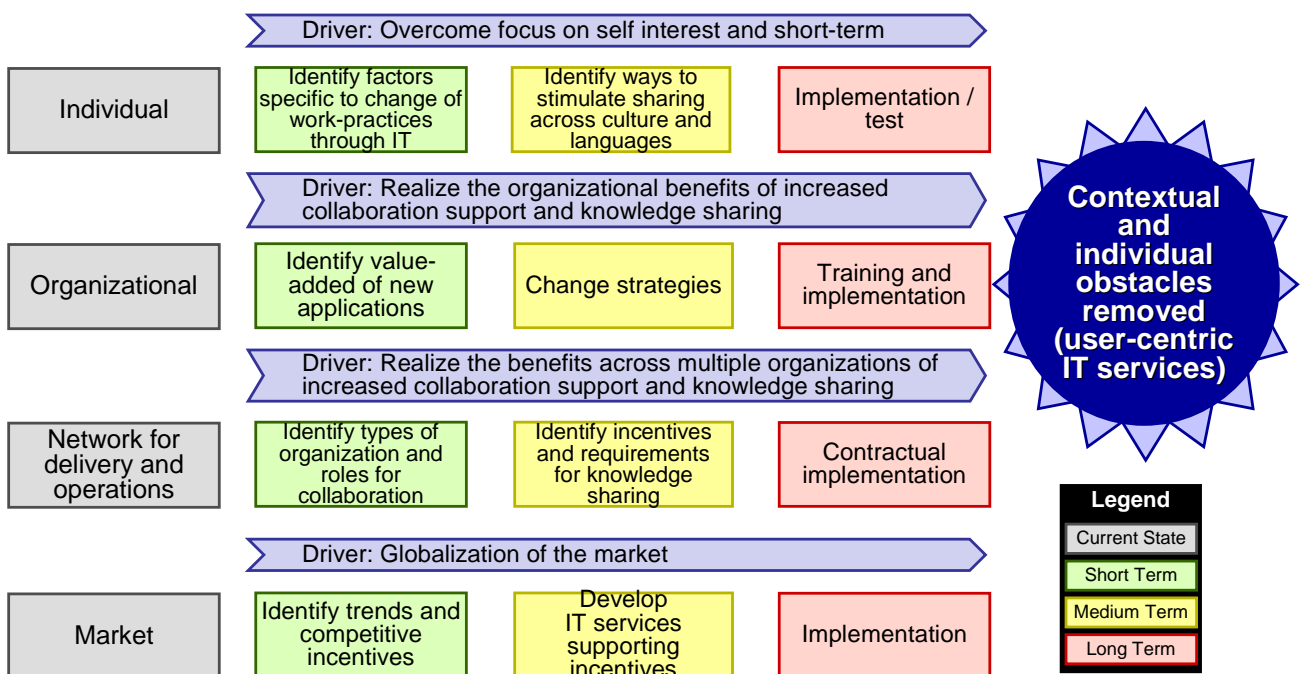 Driver: Overcome focus on self interest and short-term
Individual
Identify factors
specific to change of
work-practices
through IT
Identify ways to
stimulate sharing
across culture and
languages
Implementation /
test
Driver: Realize the organizational benefits of increased
collaboration support and knowledge sharing
Organizational
Identify value-
added of new
applications
Change strategies
Training and
implementation
Driver: Realize the benefits across multiple organizations of
increased collaboration support and knowledge sharing
Network for
delivery and
operations
Identify types of
organization and
roles for
collaboration
Identify incentives
and requirements
for knowledge
sharing
Contractual
implementation
Driver: Globalization of the market
Market
Identify trends and
competitive
incentives
Develop
IT services
supporting
incentives
Implementation
Contextual
and
individual
obstacles
removed
(user-centric
IT services)
Legend
Current State
Short Term
Medium Term
Long Term